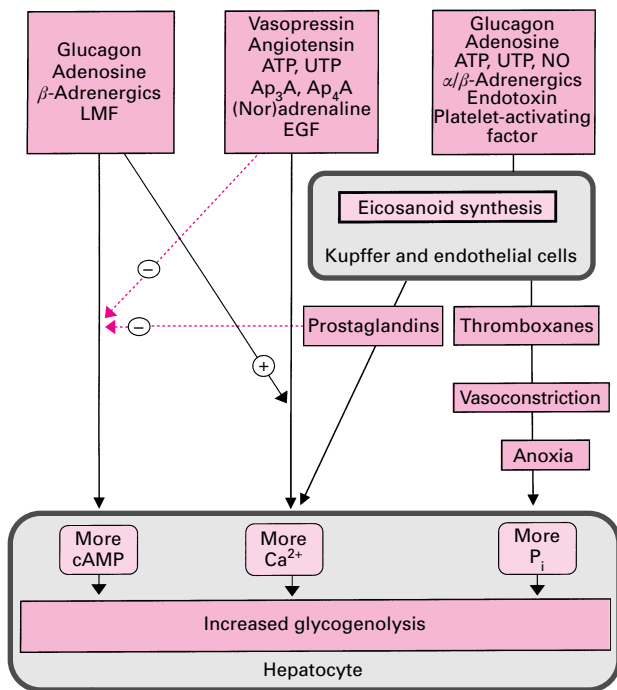 Glucagon
Adenosine
β-Adrenergics
LMF
Vasopressin
Angiotensin
ATP, UTP
Ap₃A, Ap₄A
(Nor)adrenaline
EGF
Glucagon
Adenosine
ATP, UTP, NO
α/β-Adrenergics
Endotoxin
Platelet-activating
factor
Eicosanoid synthesis
Kupffer and endothelial cells
−
−
Prostaglandins
Thromboxanes
+
Vasoconstriction
Anoxia
More
cAMP
More
Ca²⁺
More
Pᵢ
Increased glycogenolysis
Hepatocyte